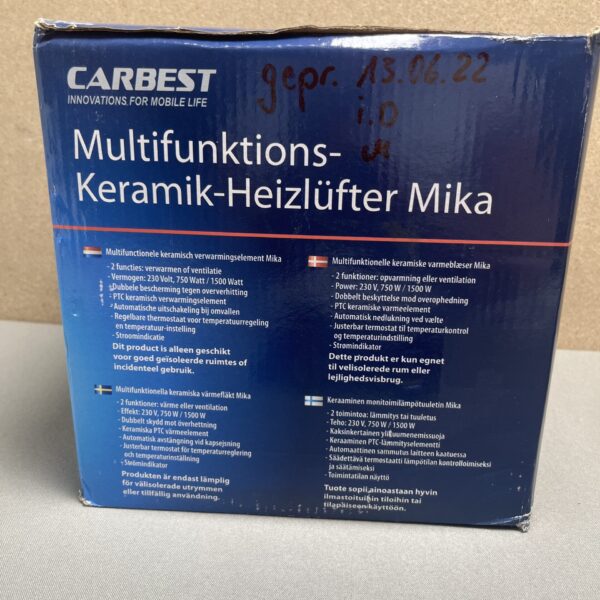 CARBEST
INNOVATIONS FOR MOBILE LIFE
gepr. 13.06.22
i.O
Multifunktions-
Keramik-Heizlüfter Mika
Multifunctionele keramisch verwarmingselement Mika
- 2 functies: verwarmen of ventilatie
- Vermogen: 230 Volt, 750 Watt / 1500 Watt
- Dubbele bescherming tegen oververhitting
- PTC keramisch verwarmingselement
- Automatische uitschakeling bij omvallen
- Regelbare thermostaat voor temperatuurregeling
en temperatuur-instelling
- Stroomindicatie
Dit product is alleen geschikt
voor goed geïsoleerde ruimtes of
incidenteel gebruik.
Multifunktionelle keramiske varmeblæser Mika
- 2 funktioner: opvarmning eller ventilation
- Power: 230 V, 750 W / 1500 W
- Dobbelt beskyttelse mod overophedning
- PTC keramiske varmeelement
- Automatisk nedlukning ved vælte
- Justerbar termostat til temperaturkontrol
og temperaturindstilling
- Strømindikator
Dette produkt er kun egnet
til velisolerede rum eller
lejlighedsvisbrug.
Multifunktionella keramiska värmefläkt Mika
- 2 funktioner: värme eller ventilation
- Effekt: 230 V, 750 W / 1500 W
- Dubbelt skydd mot överhettning
- Keramiska PTC värmeelement
- Automatisk avstängning vid kapsejsning
- Justerbar termostat för temperaturreglering
och temperaturinställning
- Strömindikator
Produkten är endast lämplig
för välisolerade utrymmen
eller tillfällig användning.
Keraaminen monitoimilämpötuuletin Mika
- 2 toimintoa: lämmitys tai tuuletus
- Teho: 230 V, 750 W / 1500 W
- Kaksinkertainen ylikuumenemissuoja
- Keraaminen PTC-lämmityselementti
- Automaattinen sammutus laitteen kaatuessa
- Säädettävä termostaatti lämpötilan kontrolloimiseksi
ja säätämiseksi
- Toimintatilan näyttö
Tuote sopii ainoastaan hyvin
ilmastoituihin tiloihin tai
tilapäiseen käyttöön.